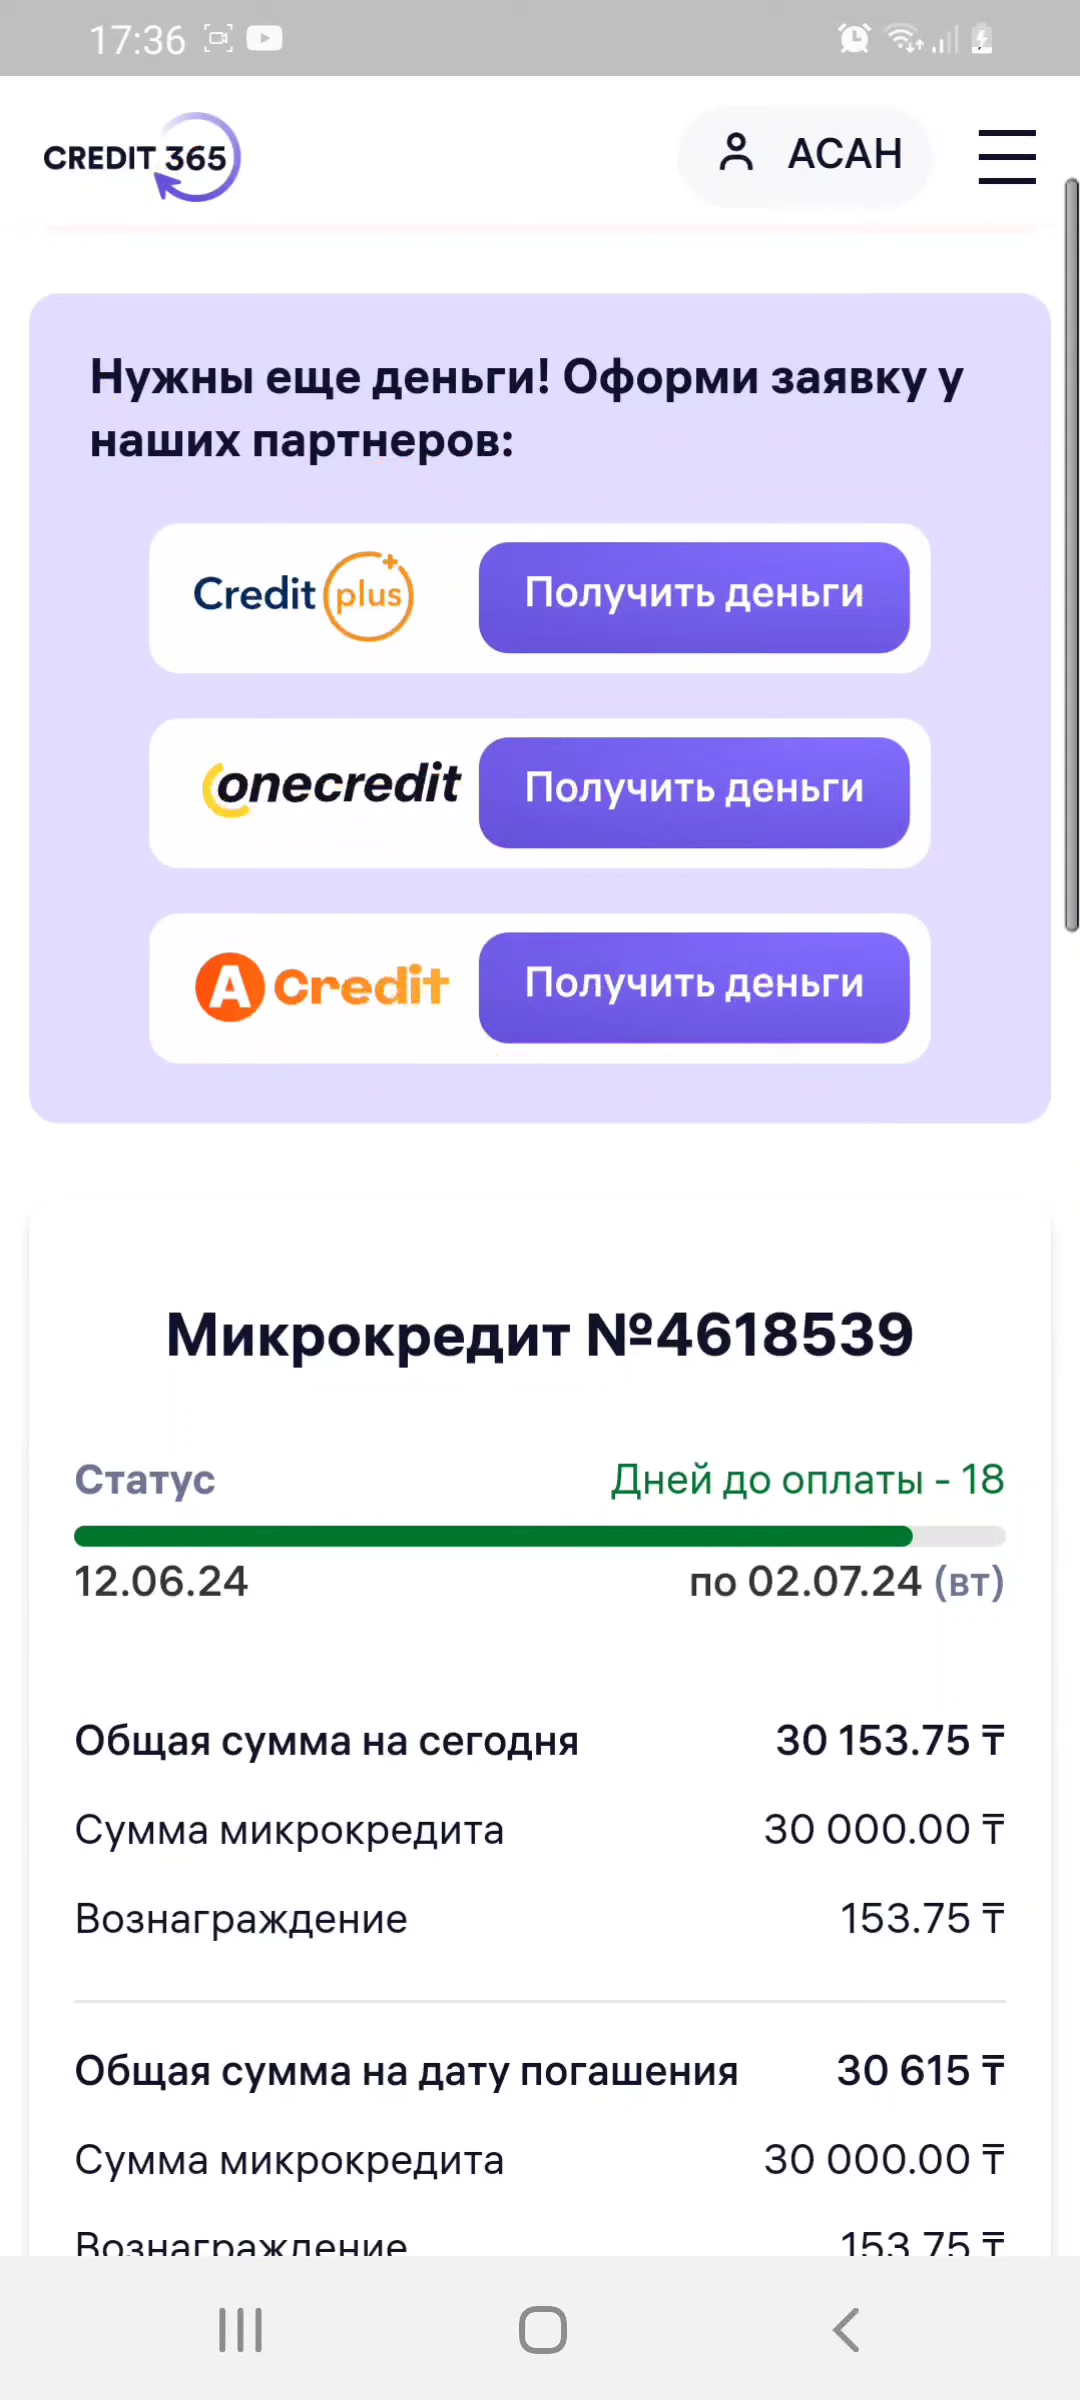 17:36
CREDIT 365
АСАН
Нужны еще деньги! Оформи заявку у
наших партнеров:
Credit plus
Получить деньги
onecredit
Получить деньги
A Credit
Получить деньги
Микрокредит №4618539
Статус
Дней до оплаты - 18
12.06.24
по 02.07.24 (вт)
Общая сумма на сегодня
30 153.75 ₸
Сумма микрокредита
30 000.00 ₸
Вознаграждение
153.75 ₸
Общая сумма на дату погашения
30 615 ₸
Сумма микрокредита
30 000.00 ₸
Вознаграждение
153.75 ₸